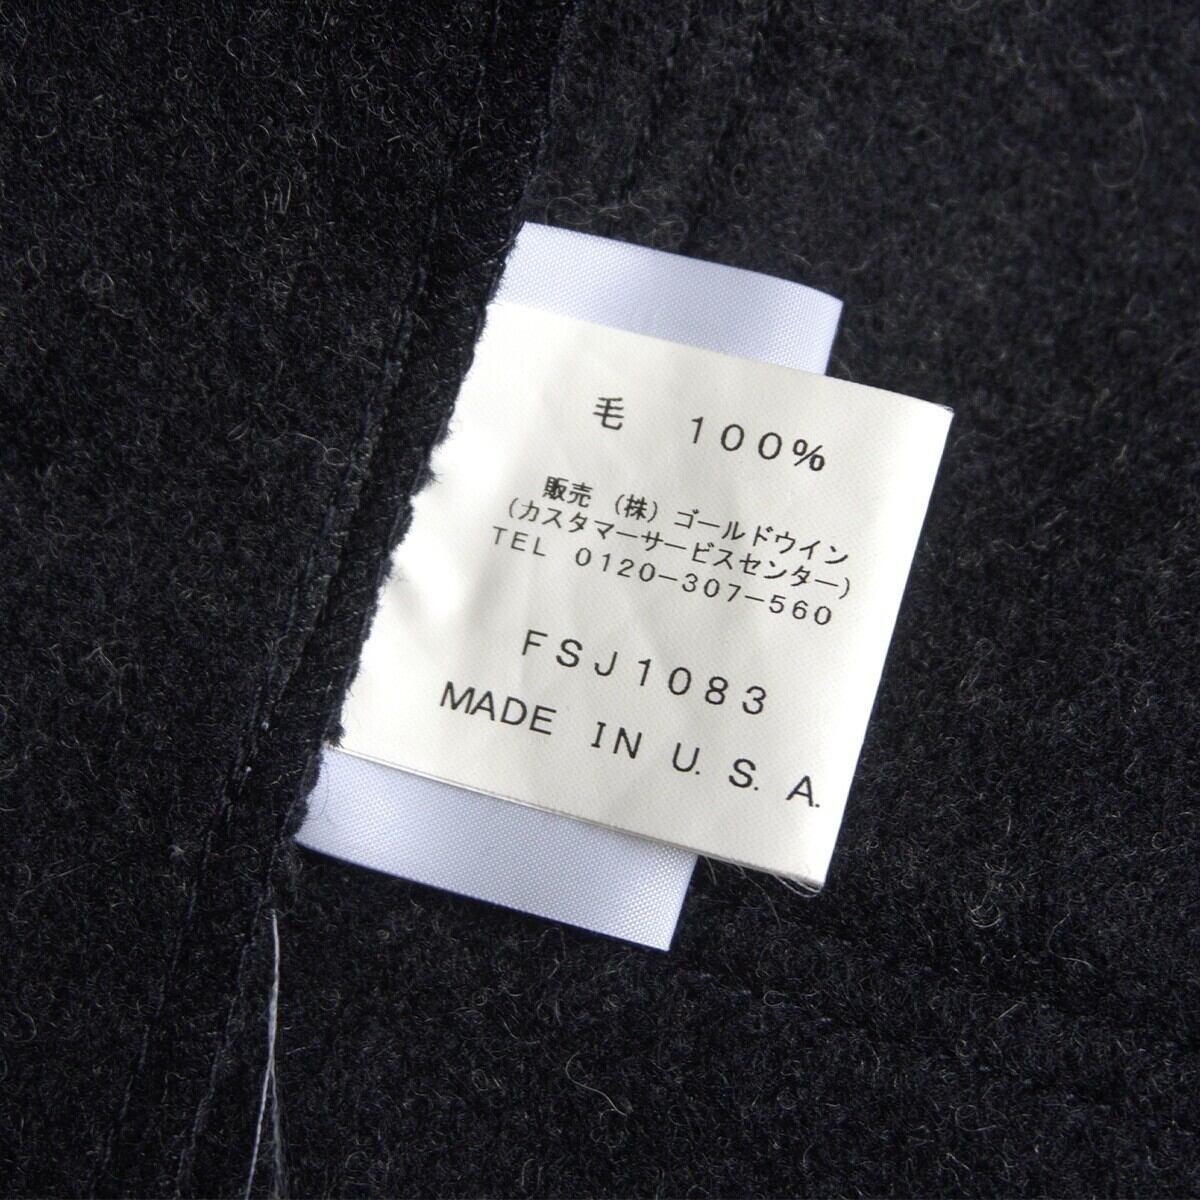 毛 100%
販売 (株) ゴールドウイン
(カスタマーサービスセンター)
TEL 0120-307-560
FSJ1083
MADE IN U.S.A.